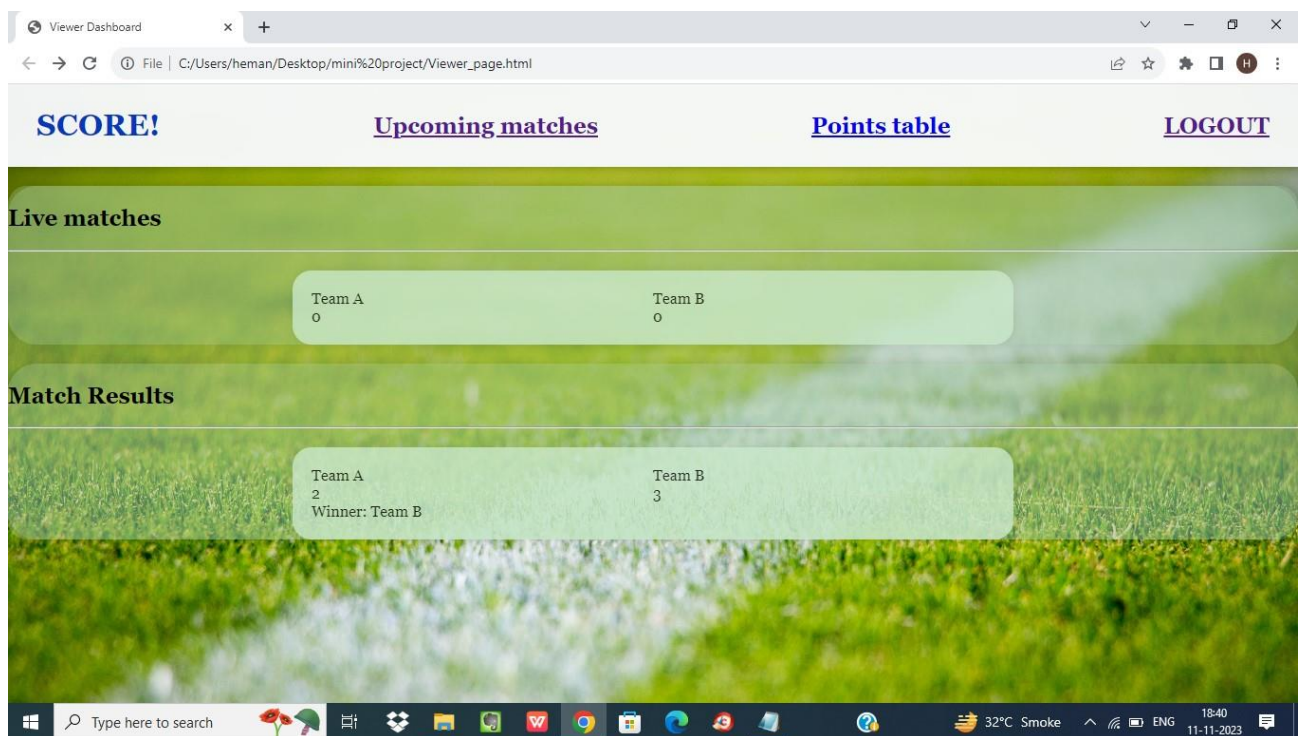 Viewer Dashboard
File | C:/Users/heman/Desktop/mini%20project/Viewer_page.html
H
SCORE! Upcoming matches Points table LOGOUT
Live matches
Team A Team B
0 0
Match Results
Team A Team B
2 3
Winner: Team B
Type here to search 32°C Smoke ENG 18:40
11-11-2023